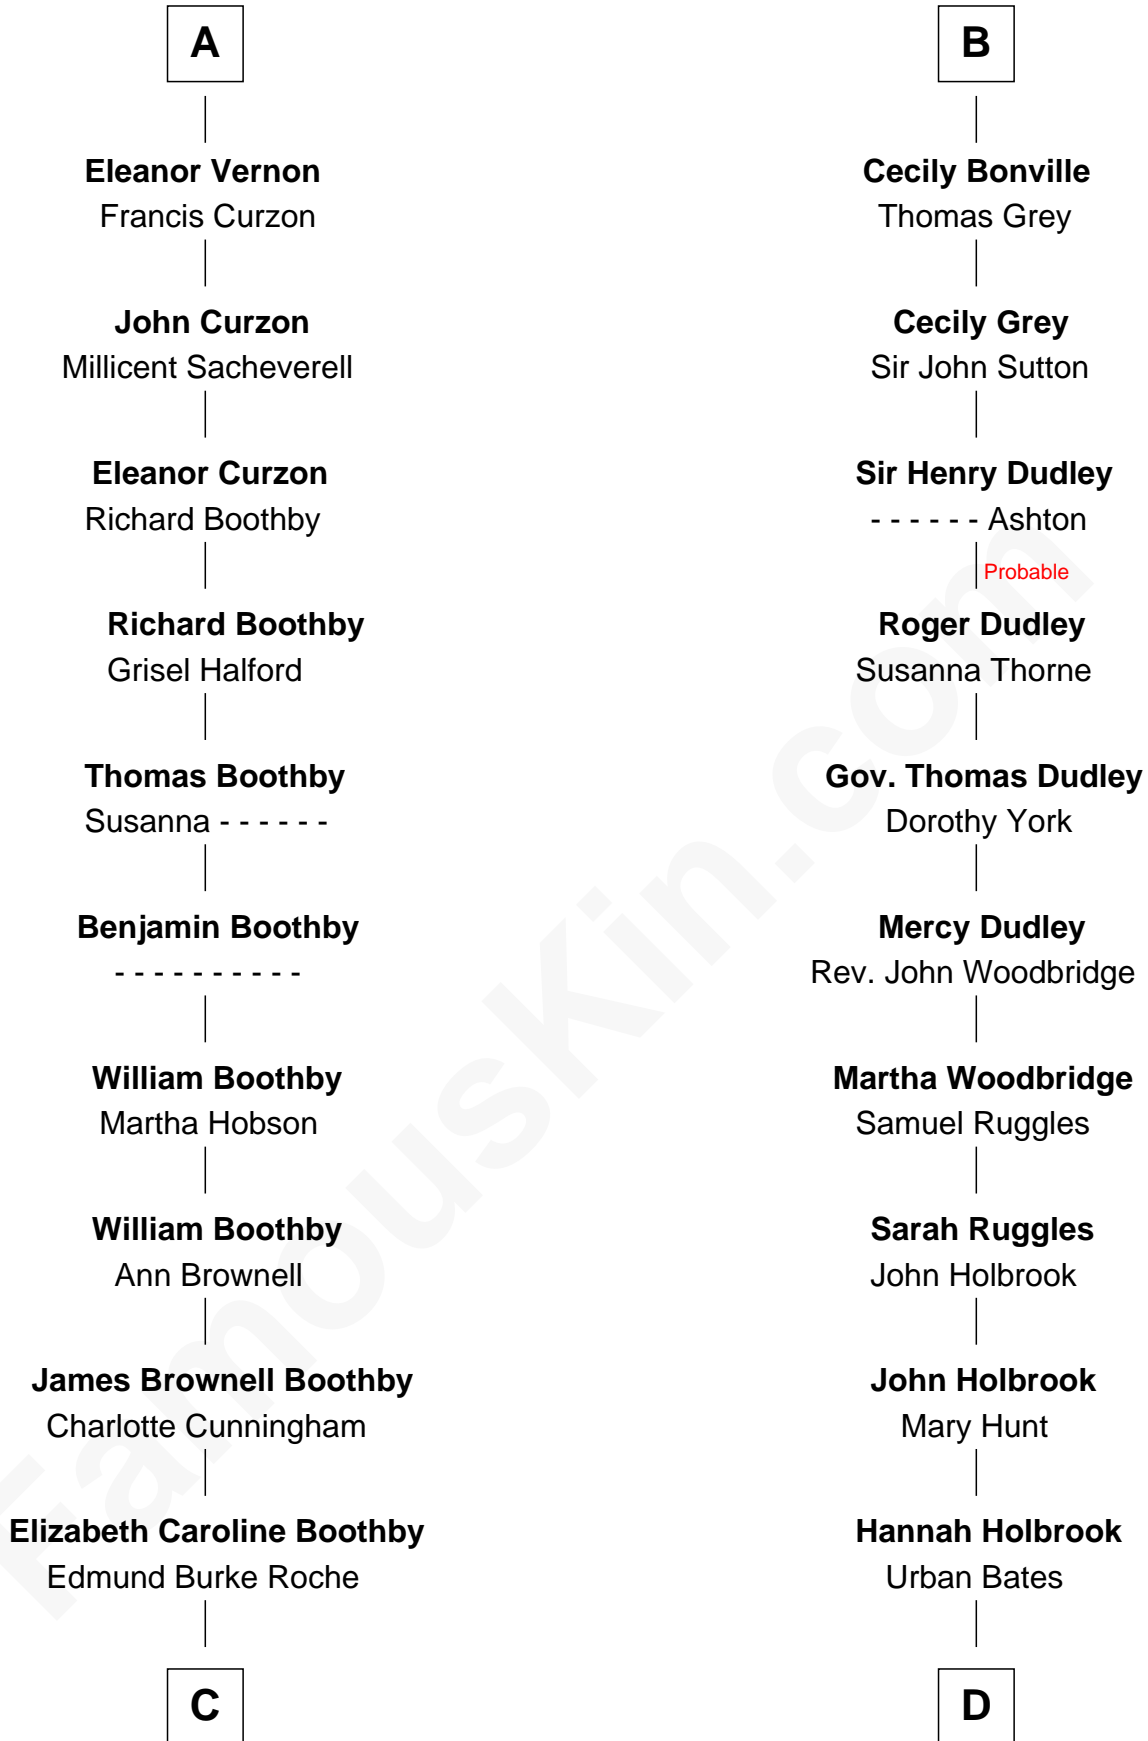 A
Eleanor Vernon
Francis Curzon
John Curzon
Millicent Sacheverell
Eleanor Curzon
Richard Boothby
Richard Boothby
Grisel Halford
Thomas Boothby
Susanna - - - - - -
Benjamin Boothby
- - - - - - - - - -
William Boothby
Martha Hobson
William Boothby
Ann Brownell
James Brownell Boothby
Charlotte Cunningham
Elizabeth Caroline Boothby
Edmund Burke Roche
C
B
Cecily Bonville
Thomas Grey
Cecily Grey
Sir John Sutton
Sir Henry Dudley
- - - - - - Ashton
Probable
Roger Dudley
Susanna Thorne
Gov. Thomas Dudley
Dorothy York
Mercy Dudley
Rev. John Woodbridge
Martha Woodbridge
Samuel Ruggles
Sarah Ruggles
John Holbrook
John Holbrook
Mary Hunt
Hannah Holbrook
Urban Bates
D
FamousKin.com